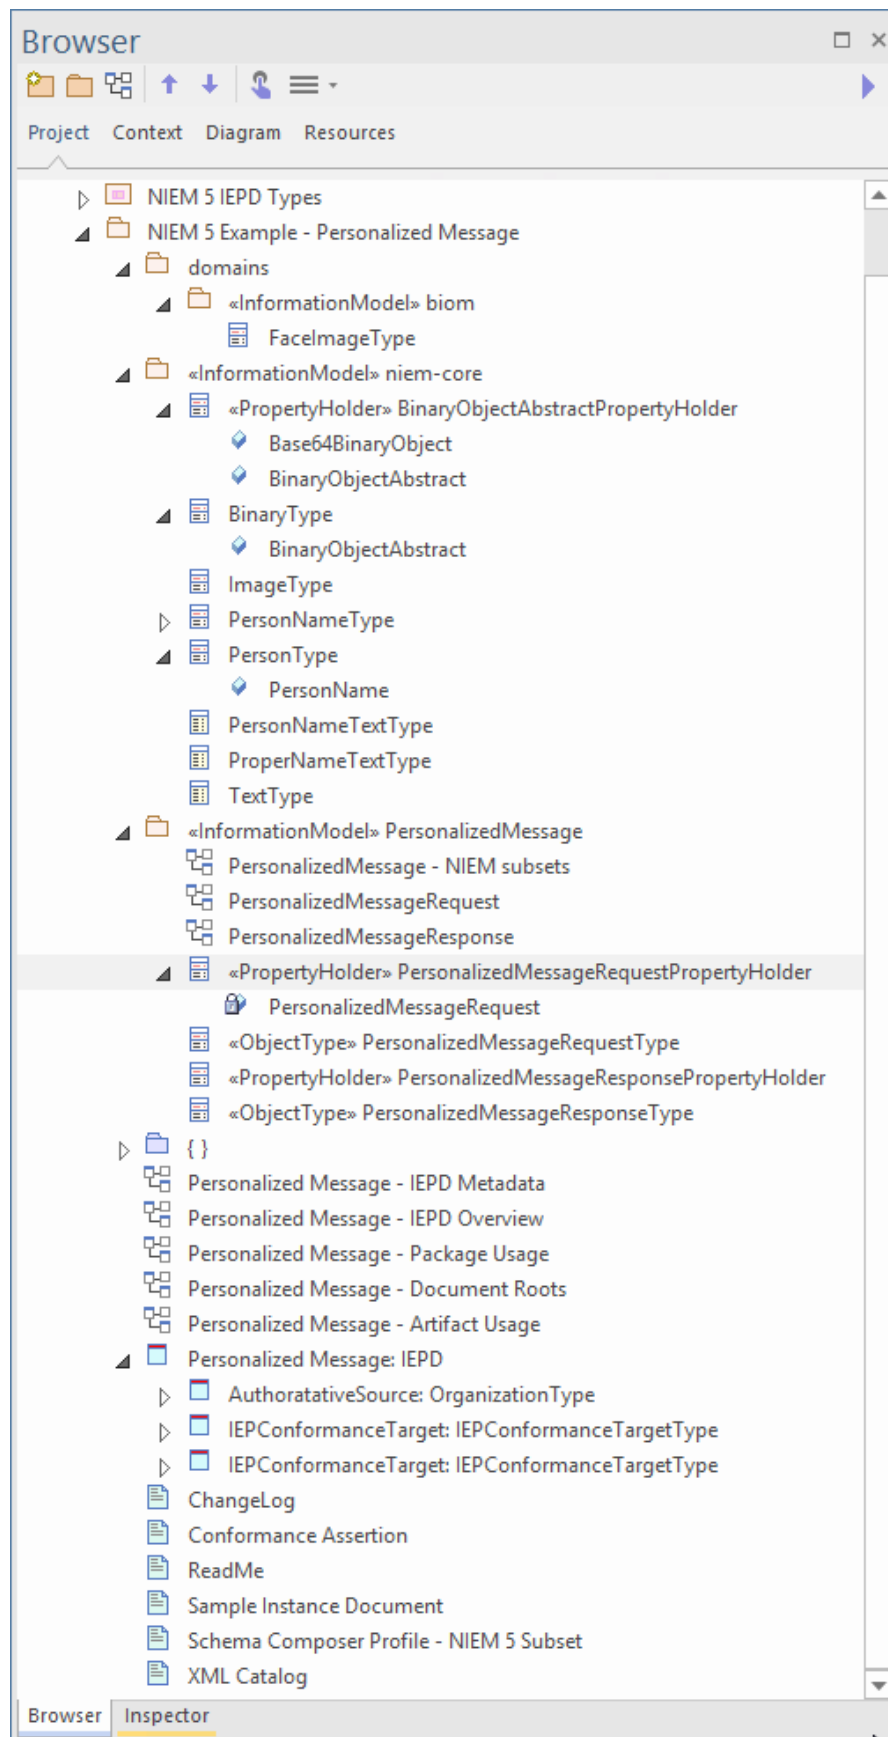 Browser
Project Context Diagram Resources
NIEM 5 IEPD Types
NIEM 5 Example - Personalized Message
domains
«InformationModel» biom
FaceImageType
«InformationModel» niem-core
«PropertyHolder» BinaryObjectAbstractPropertyHolder
Base64BinaryObject
BinaryObjectAbstract
BinaryType
BinaryObjectAbstract
ImageType
PersonNameType
PersonType
PersonName
PersonNameTextType
ProperNameTextType
TextType
«InformationModel» PersonalizedMessage
PersonalizedMessage - NIEM subsets
PersonalizedMessageRequest
PersonalizedMessageResponse
«PropertyHolder» PersonalizedMessageRequestPropertyHolder
PersonalizedMessageRequest
«ObjectType» PersonalizedMessageRequestType
«PropertyHolder» PersonalizedMessageResponsePropertyHolder
«ObjectType» PersonalizedMessageResponseType
{ }
Personalized Message - IEPD Metadata
Personalized Message - IEPD Overview
Personalized Message - Package Usage
Personalized Message - Document Roots
Personalized Message - Artifact Usage
Personalized Message: IEPD
AuthoratativeSource: OrganizationType
IEPConformanceTarget: IEPConformanceTargetType
IEPConformanceTarget: IEPConformanceTargetType
ChangeLog
Conformance Assertion
ReadMe
Sample Instance Document
Schema Composer Profile - NIEM 5 Subset
XML Catalog
Browser Inspector